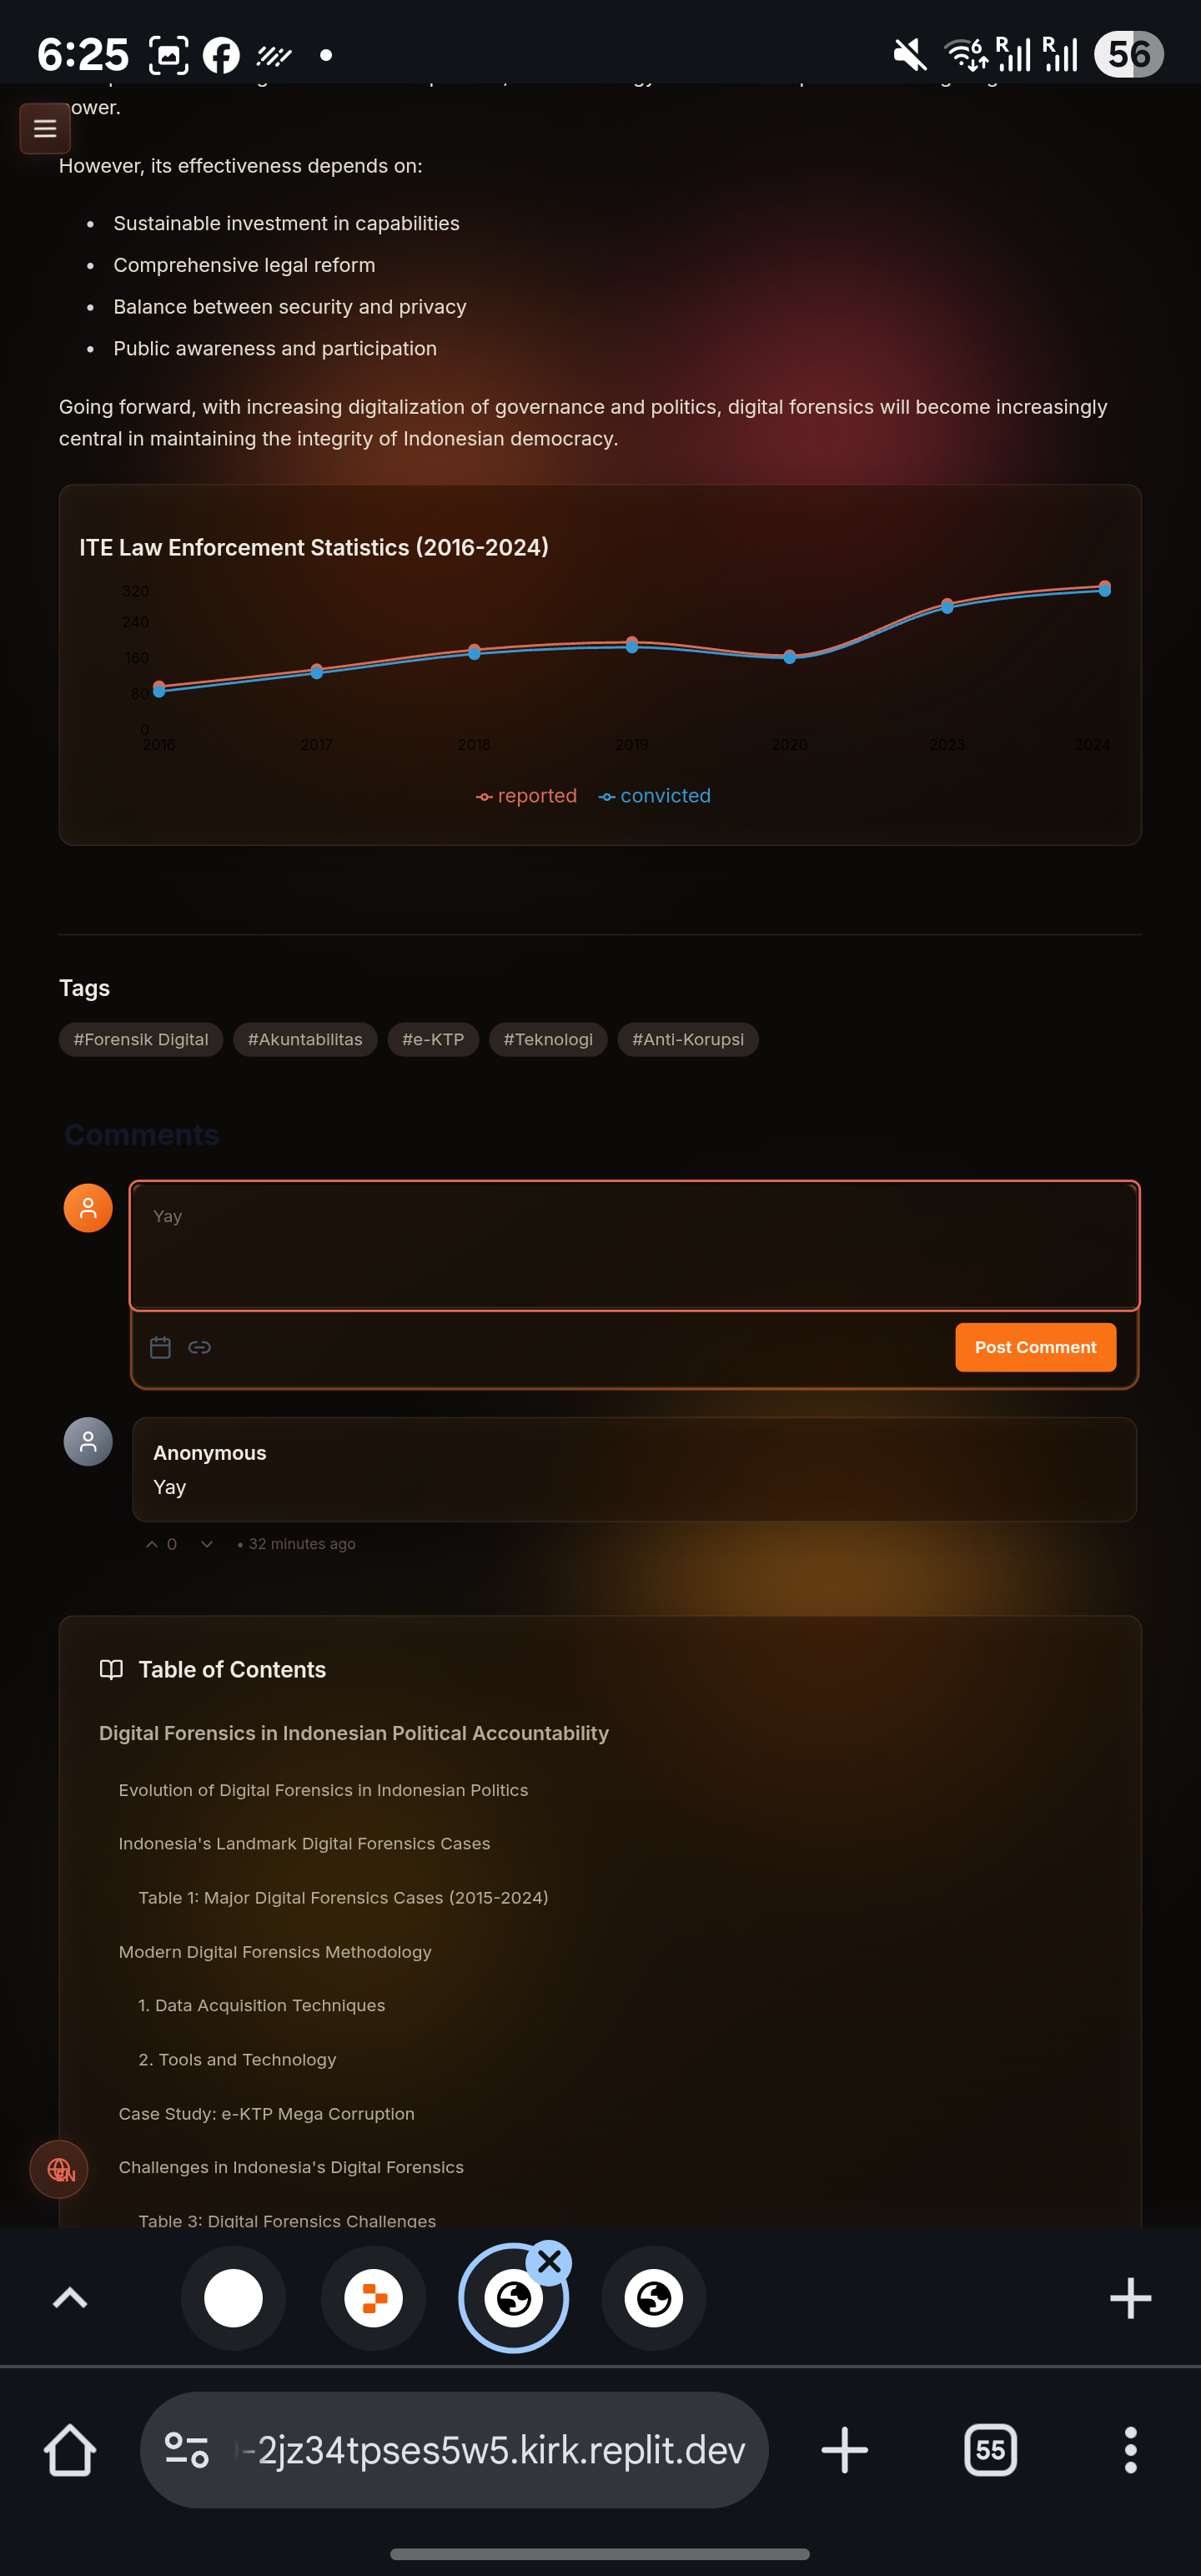 6:25
56
power.
However, its effectiveness depends on:
• Sustainable investment in capabilities
• Comprehensive legal reform
• Balance between security and privacy
• Public awareness and participation
Going forward, with increasing digitalization of governance and politics, digital forensics will become increasingly
central in maintaining the integrity of Indonesian democracy.
ITE Law Enforcement Statistics (2016-2024)
320
240
160
80
0
2016 2017 2018 2019 2020 2023 2024
reported convicted
Tags
#Forensik Digital #Akuntabilitas #e-KTP #Teknologi #Anti-Korupsi
Comments
Yay
Post Comment
Anonymous
Yay
0 • 32 minutes ago
Table of Contents
Digital Forensics in Indonesian Political Accountability
Evolution of Digital Forensics in Indonesian Politics
Indonesia's Landmark Digital Forensics Cases
Table 1: Major Digital Forensics Cases (2015-2024)
Modern Digital Forensics Methodology
1. Data Acquisition Techniques
2. Tools and Technology
Case Study: e-KTP Mega Corruption
Challenges in Indonesia's Digital Forensics
EN
Table 3: Digital Forensics Challenges
-2jz34tpses5w5.kirk.replit.dev
55